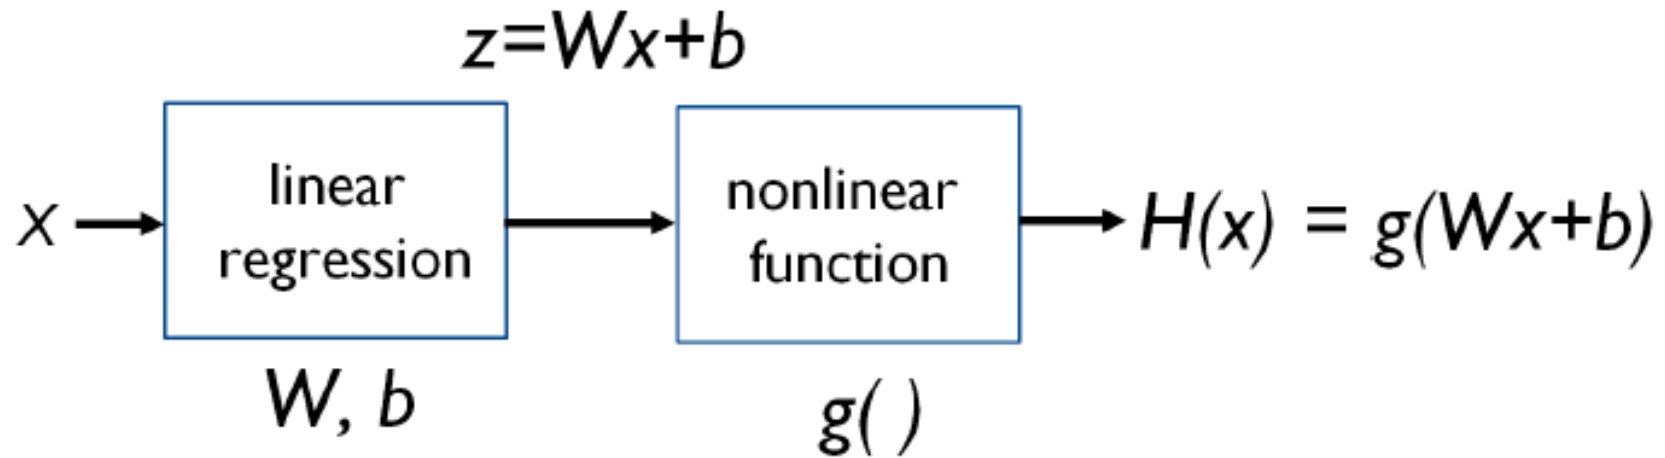 z=Wx+b
x
linear
regression
nonlinear
function
H(x) = g(Wx+b)
W, b
g( )